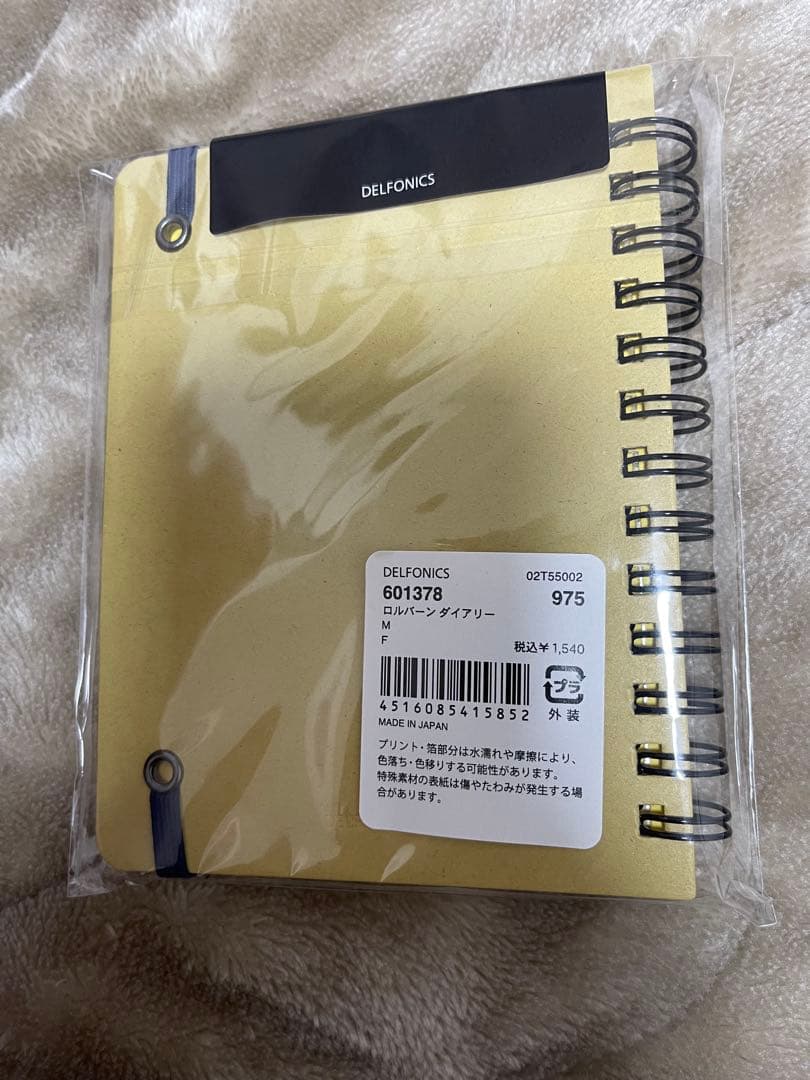 DELFONICS
DELFONICS 02T55002
601378 975
ロルバーン ダイアリー
M
F 税込¥1,540
プラ
4516085415852 外装
MADE IN JAPAN
プリント・箔部分は水濡れや摩擦により、
色落ち・色移りする可能性があります。
特殊素材の表紙は傷やたわみが発生する場
合があります。